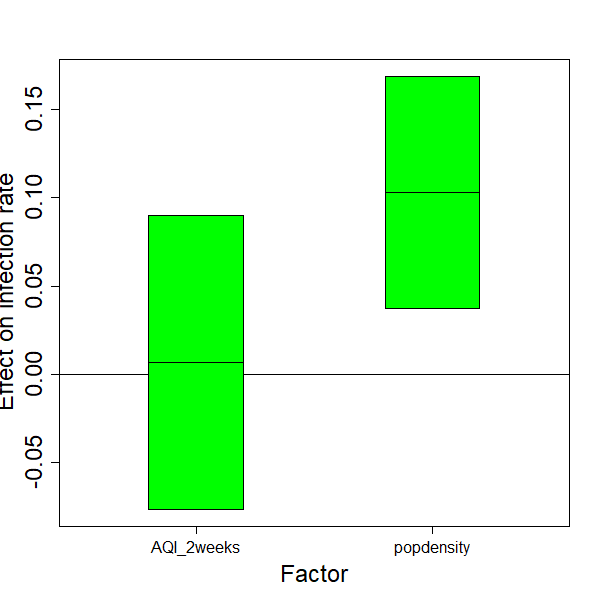 Effect on infection rate
0.15
0.10
0.05
0.00
-0.05
AQI_2weeks
popdensity
Factor